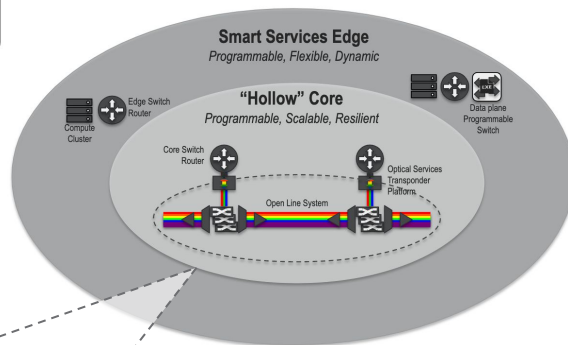 Smart Services Edge
Programmable, Flexible, Dynamic
Edge Switch
Router
Compute
Cluster
Data plane
Programmable
Switch
“Hollow” Core
Programmable, Scalable, Resilient
Core Switch
Router
Optical Services
Transponder
Platform
Open Line System